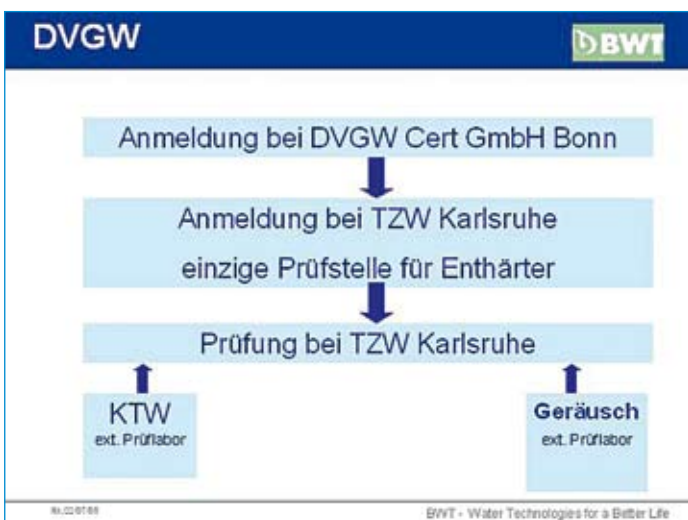 DVGW
BWT
Anmeldung bei DVGW Cert GmbH Bonn
Anmeldung bei TZW Karlsruhe
einzige Prüfstelle für Enthärter
Prüfung bei TZW Karlsruhe
KTW
ext. Prüflabor
Geräusch
ext. Prüflabor
BWT - Water Technologies for a Better Life